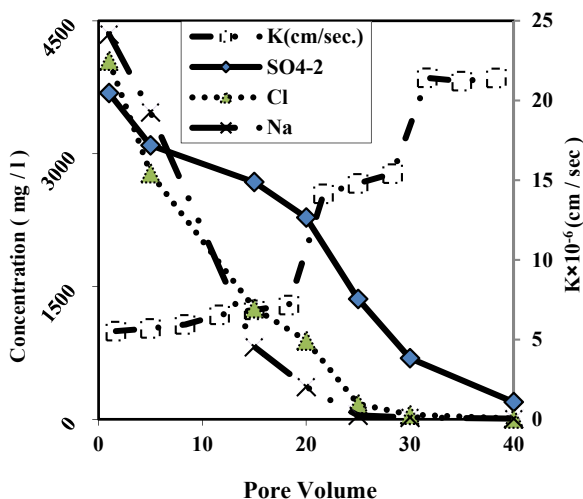 4500
3000
1500
0
Concentration ( mg / l )
K(cm/sec.)
SO4-2
Cl
Na
25
20
15
10
5
0
K×10-6 (cm / sec )
0
10
20
30
40
Pore Volume